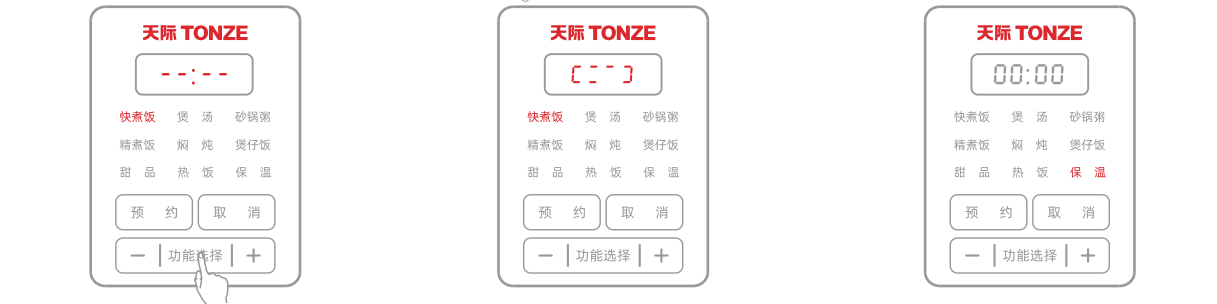 天际 TONZE
--:--
快煮饭 煲 汤 砂锅粥
精煮饭 焖 炖 煲仔饭
甜 品 热 饭 保 温
预 约 取 消
− 功能选择 +
天际 TONZE
快煮饭 煲 汤 砂锅粥
精煮饭 焖 炖 煲仔饭
甜 品 热 饭 保 温
预 约 取 消
− 功能选择 +
天际 TONZE
00:00
快煮饭 煲 汤 砂锅粥
精煮饭 焖 炖 煲仔饭
甜 品 热 饭 保 温
预 约 取 消
− 功能选择 +